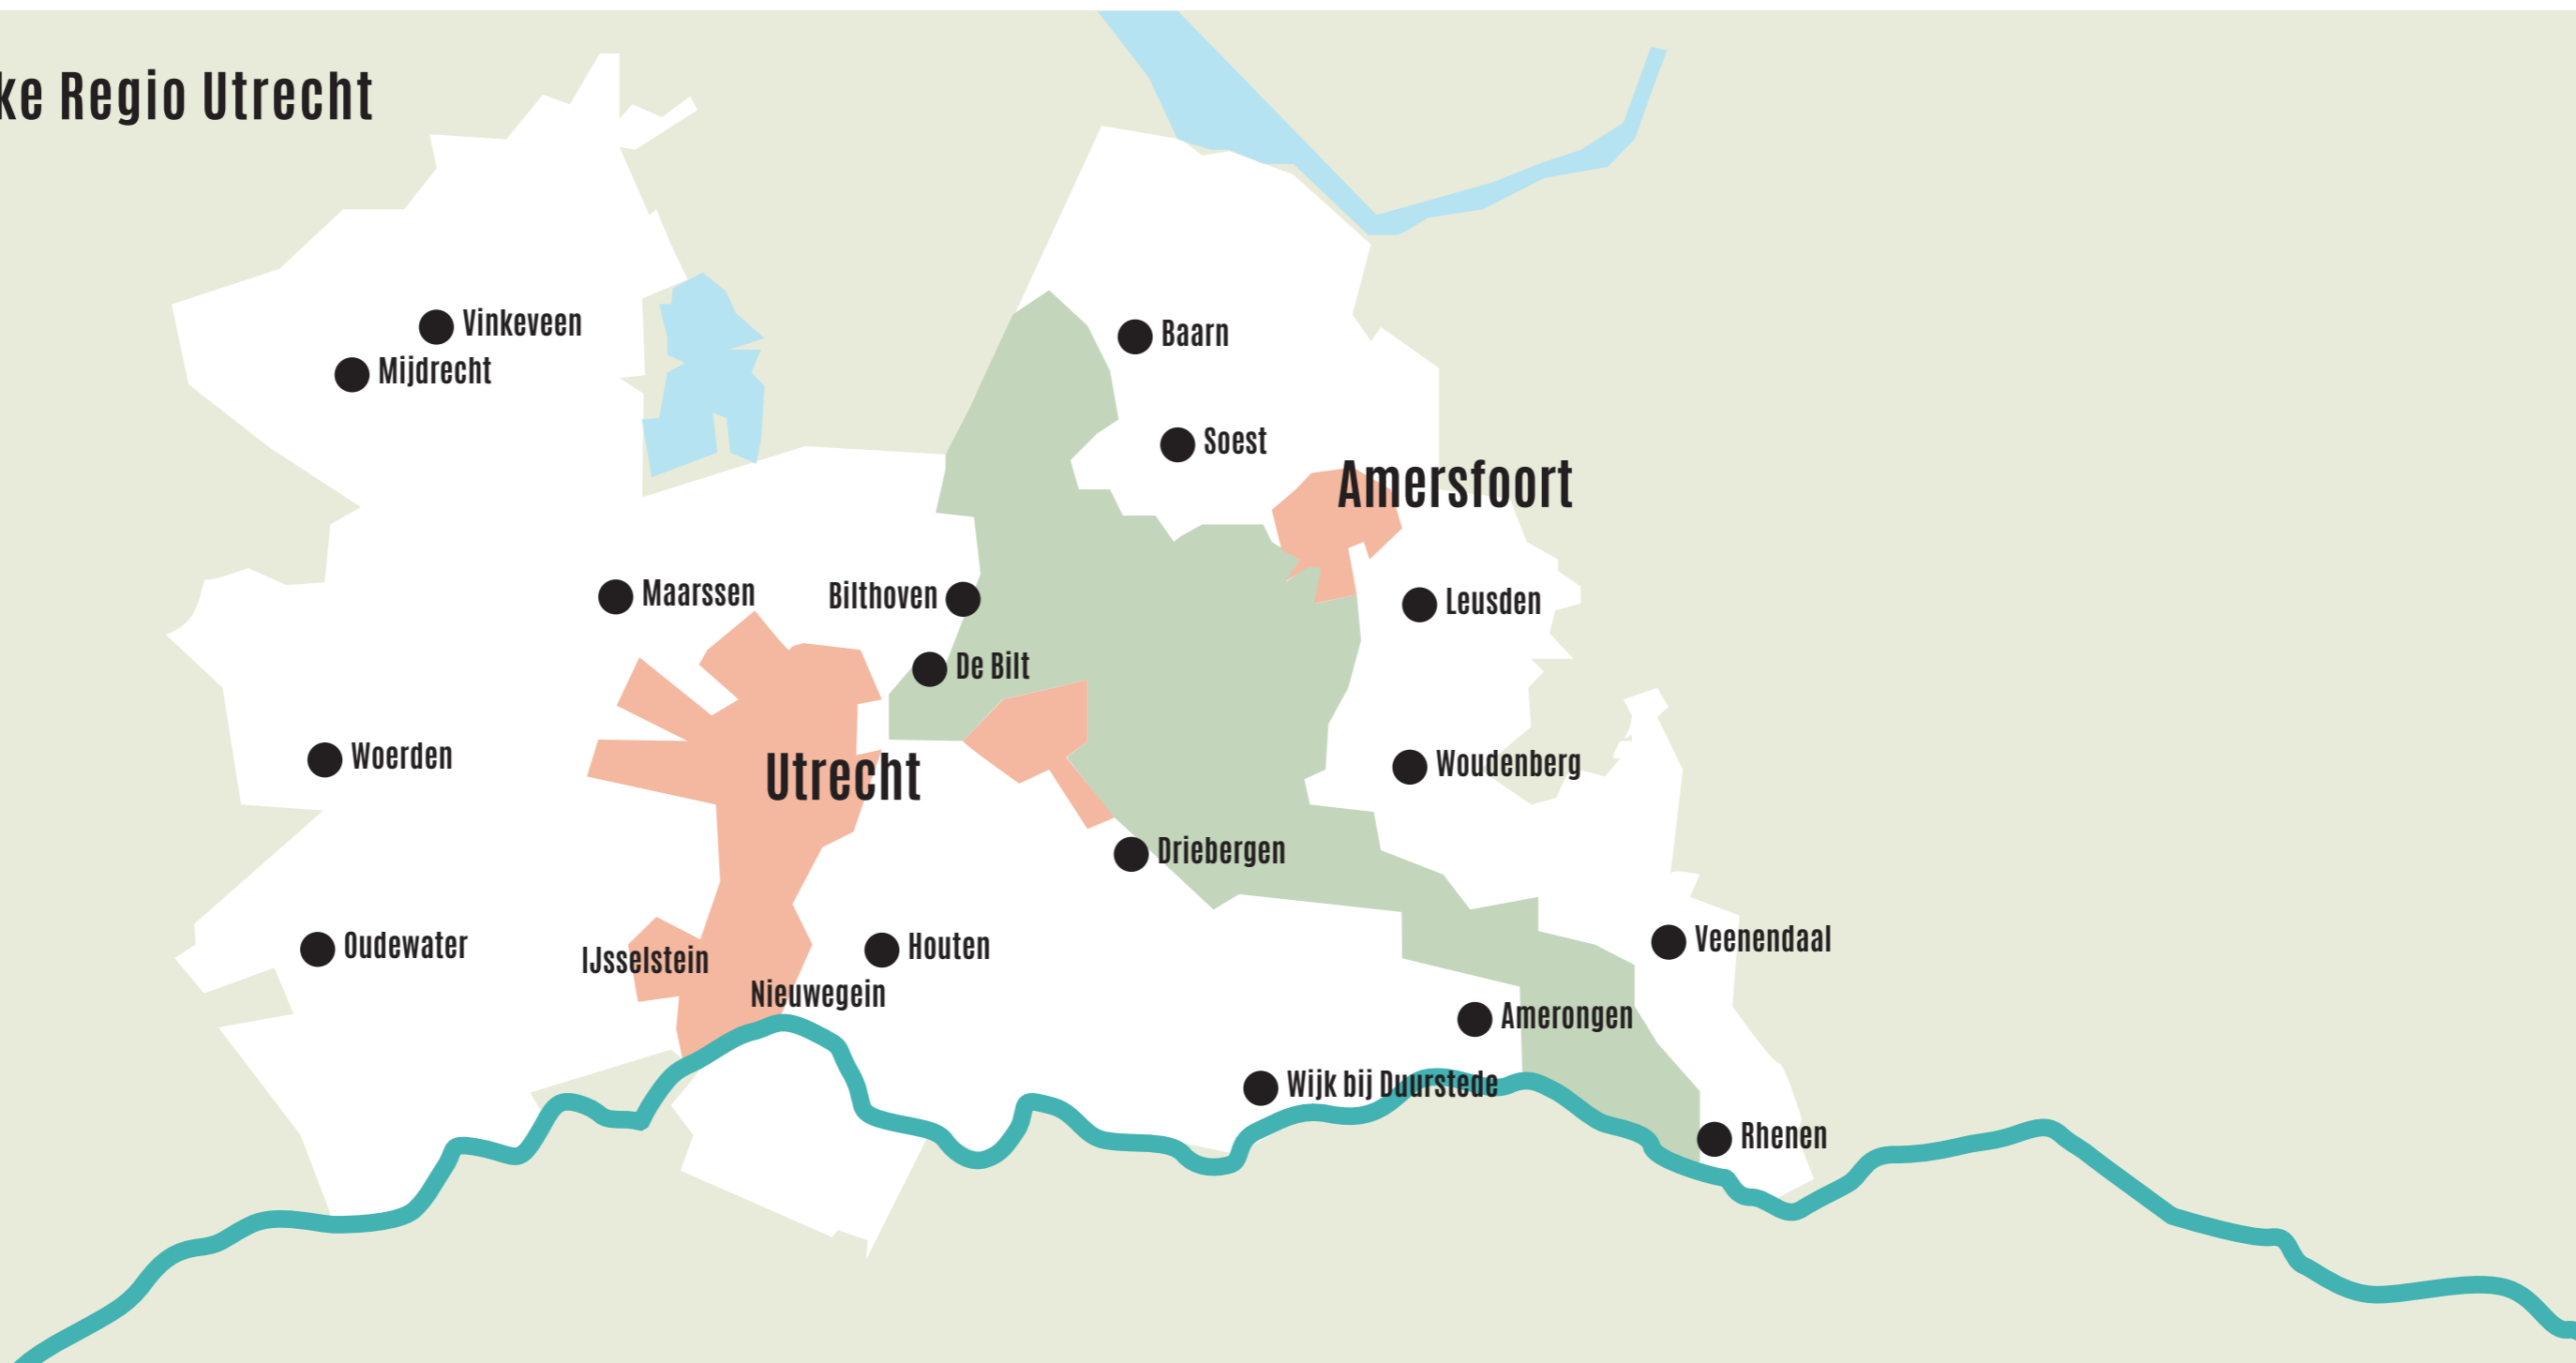 ke Regio Utrecht
Vinkeveen
Baarn
Mijdrecht
Soest
Amersfoort
Maarssen
Bilthoven
Leusden
De Bilt
Woerden
Utrecht
Woudenberg
Driebergen
Oudewater
IJsselstein
Houten
Veenendaal
Nieuwegein
Amerongen
Wijk bij Duurstede
Rhenen